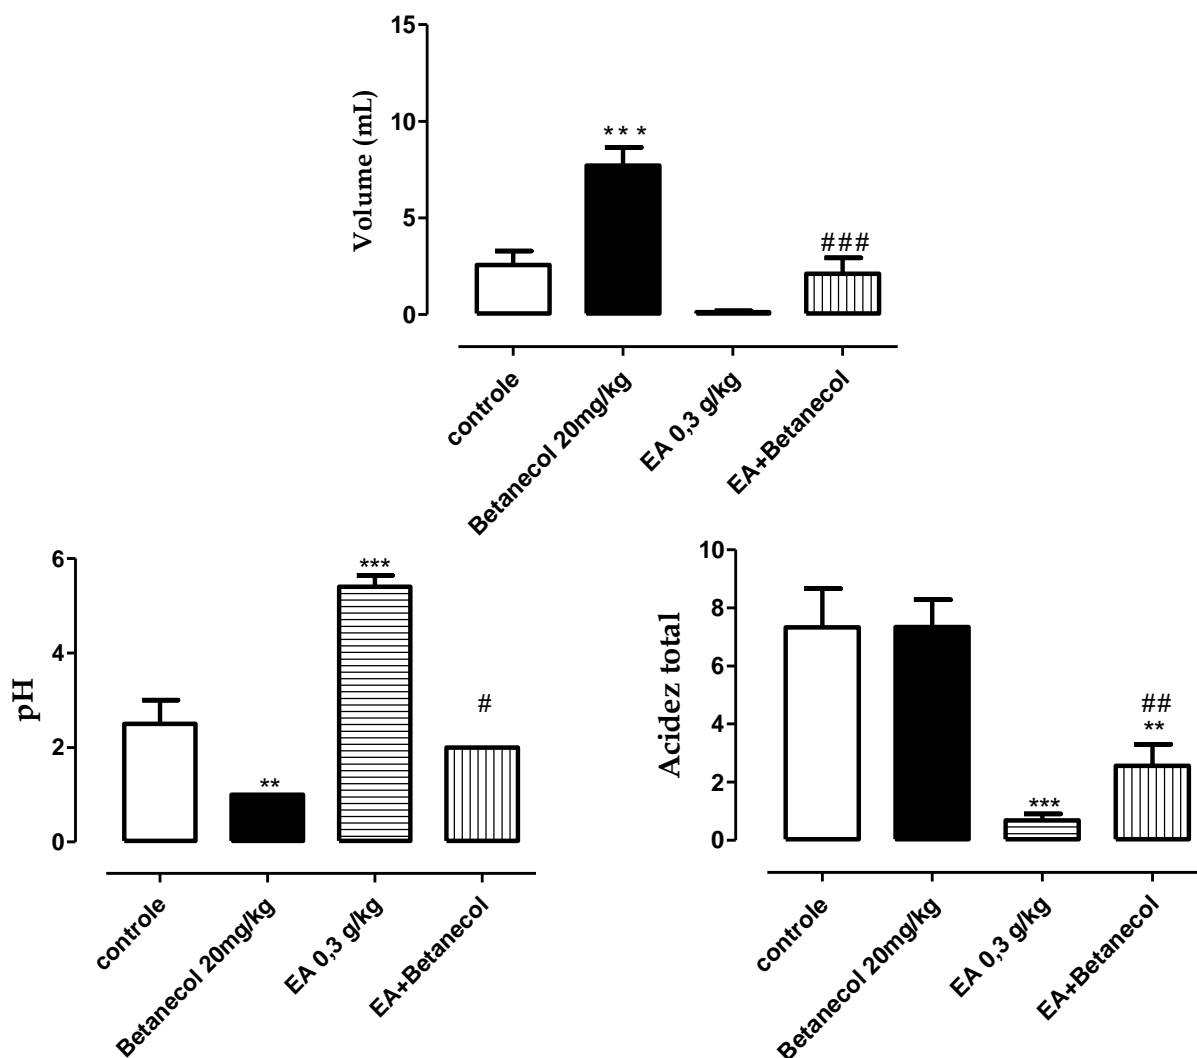 15
10
5
0
Volume (mL)
* * *
###
controle
Betanecol 20mg/kg
EA 0,3 g/kg
EA+Betanecol
6
4
2
0
pH
**
***
#
controle
Betanecol 20mg/kg
EA 0,3 g/kg
EA+Betanecol
10
8
6
4
2
0
Acidez total
***
##
**
controle
Betanecol 20mg/kg
EA 0,3 g/kg
EA+Betanecol